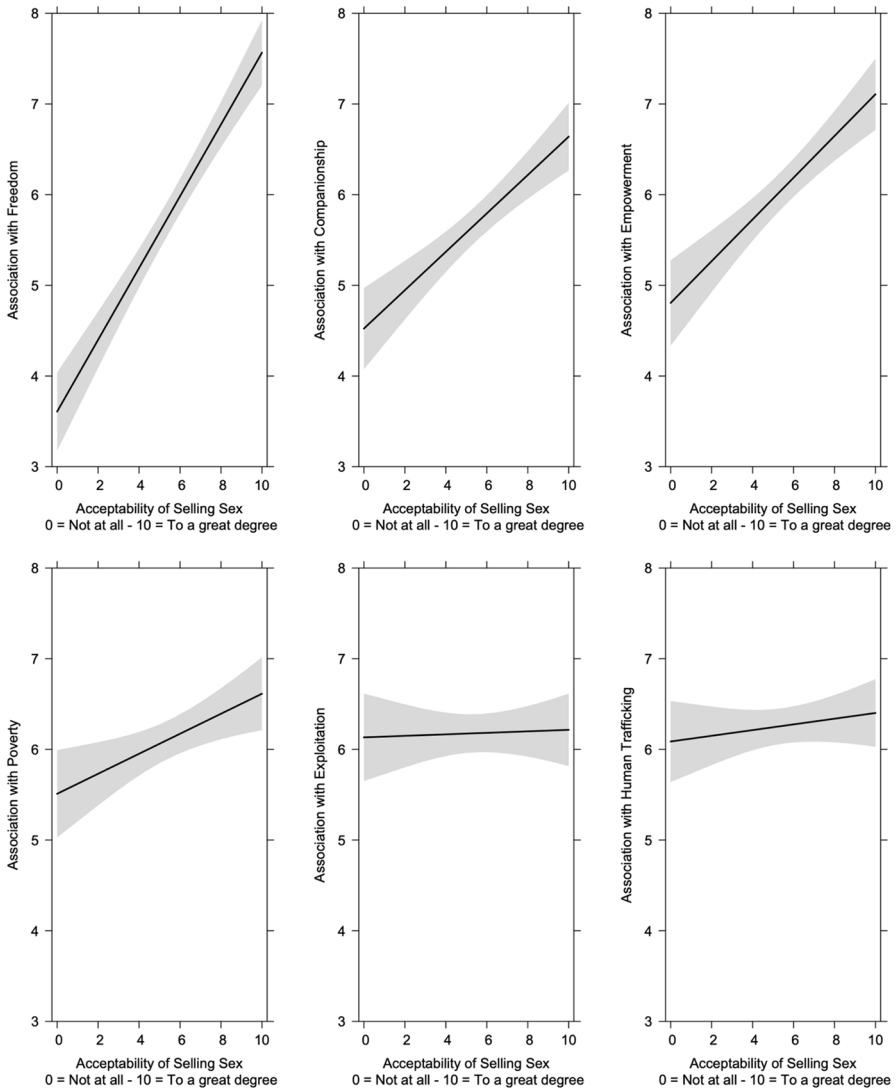 8
7
6
5
4
3
Association with Freedom
0 2 4 6 8 10
Acceptability of Selling Sex
0 = Not at all - 10 = To a great degree
8
7
6
5
4
3
Association with Companionship
0 2 4 6 8 10
Acceptability of Selling Sex
0 = Not at all - 10 = To a great degree
8
7
6
5
4
3
Association with Empowerment
0 2 4 6 8 10
Acceptability of Selling Sex
0 = Not at all - 10 = To a great degree
8
7
6
5
4
3
Association with Poverty
0 2 4 6 8 10
Acceptability of Selling Sex
0 = Not at all - 10 = To a great degree
8
7
6
5
4
3
Association with Exploitation
0 2 4 6 8 10
Acceptability of Selling Sex
0 = Not at all - 10 = To a great degree
8
7
6
5
4
3
Association with Human Trafficking
0 2 4 6 8 10
Acceptability of Selling Sex
0 = Not at all - 10 = To a great degree